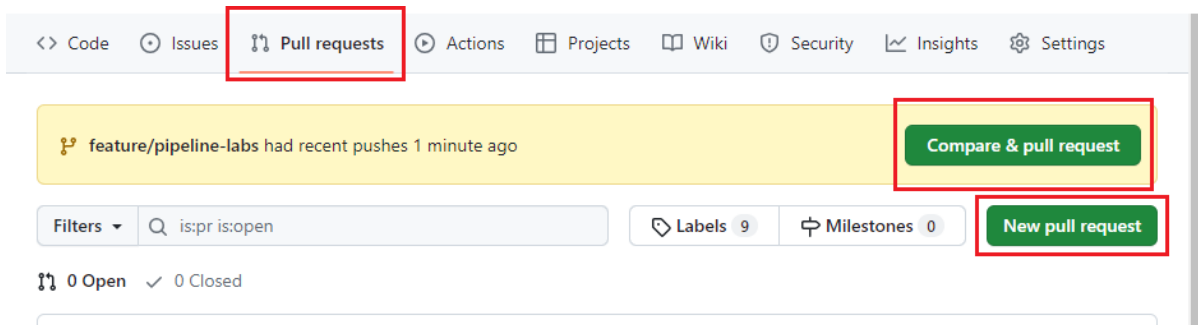 <> Code Issues Pull requests Actions Projects Wiki Security Insights Settings
feature/pipeline-labs had recent pushes 1 minute ago Compare & pull request
Filters is:pr is:open Labels 9 Milestones 0 New pull request
0 Open 0 Closed